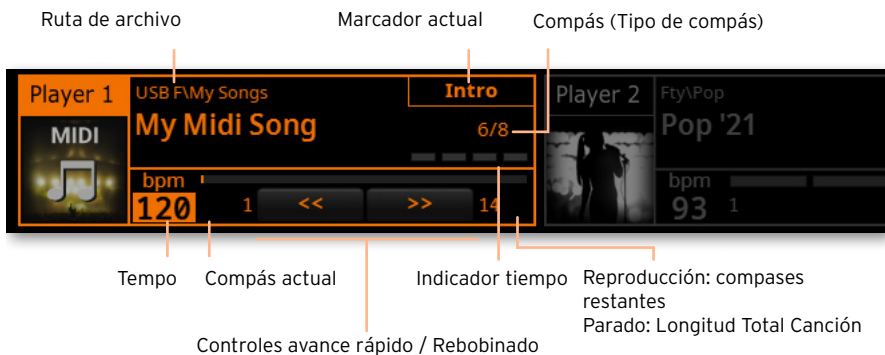 Ruta de archivo
Marcador actual
Compás (Tipo de compás)
Player 1
USB F\My Songs
Intro
Player 2
Fty\Pop
MIDI
My Midi Song
6/8
Pop '21
bpm
120
1
<<
>>
14
bpm
93
1
Tempo
Compás actual
Indicador tiempo
Reproducción: compases
restantes
Parado: Longitud Total Canción
Controles avance rápido / Rebobinado